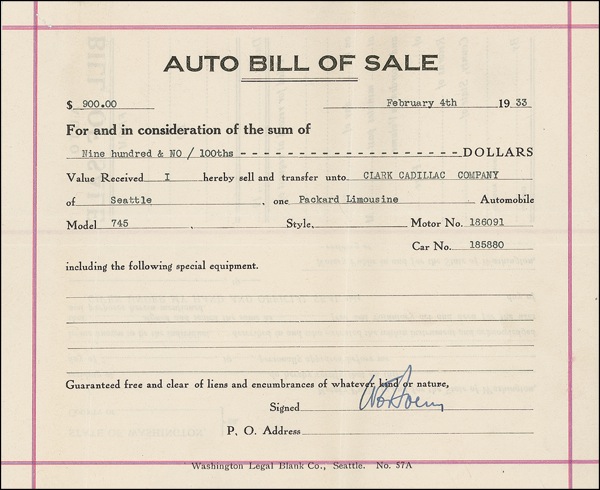 AUTO BILL OF SALE
$ 900.00 February 4th 1933
For and in consideration of the sum of
Nine hundred & NO / 100ths - - - - - - - - - - - - - - - - - - - - DOLLARS
Value Received I hereby sell and transfer unto CLARK CADILLAC COMPANY
of Seattle , one Packard Limousine Automobile
Model 745 , Style, Motor No. 186091
Car No. 185880
including the following special equipment.
Guaranteed free and clear of liens and encumbrances of whatever kind or nature,
Signed
P. O. Address
Washington Legal Blank Co., Seattle. No. 57A